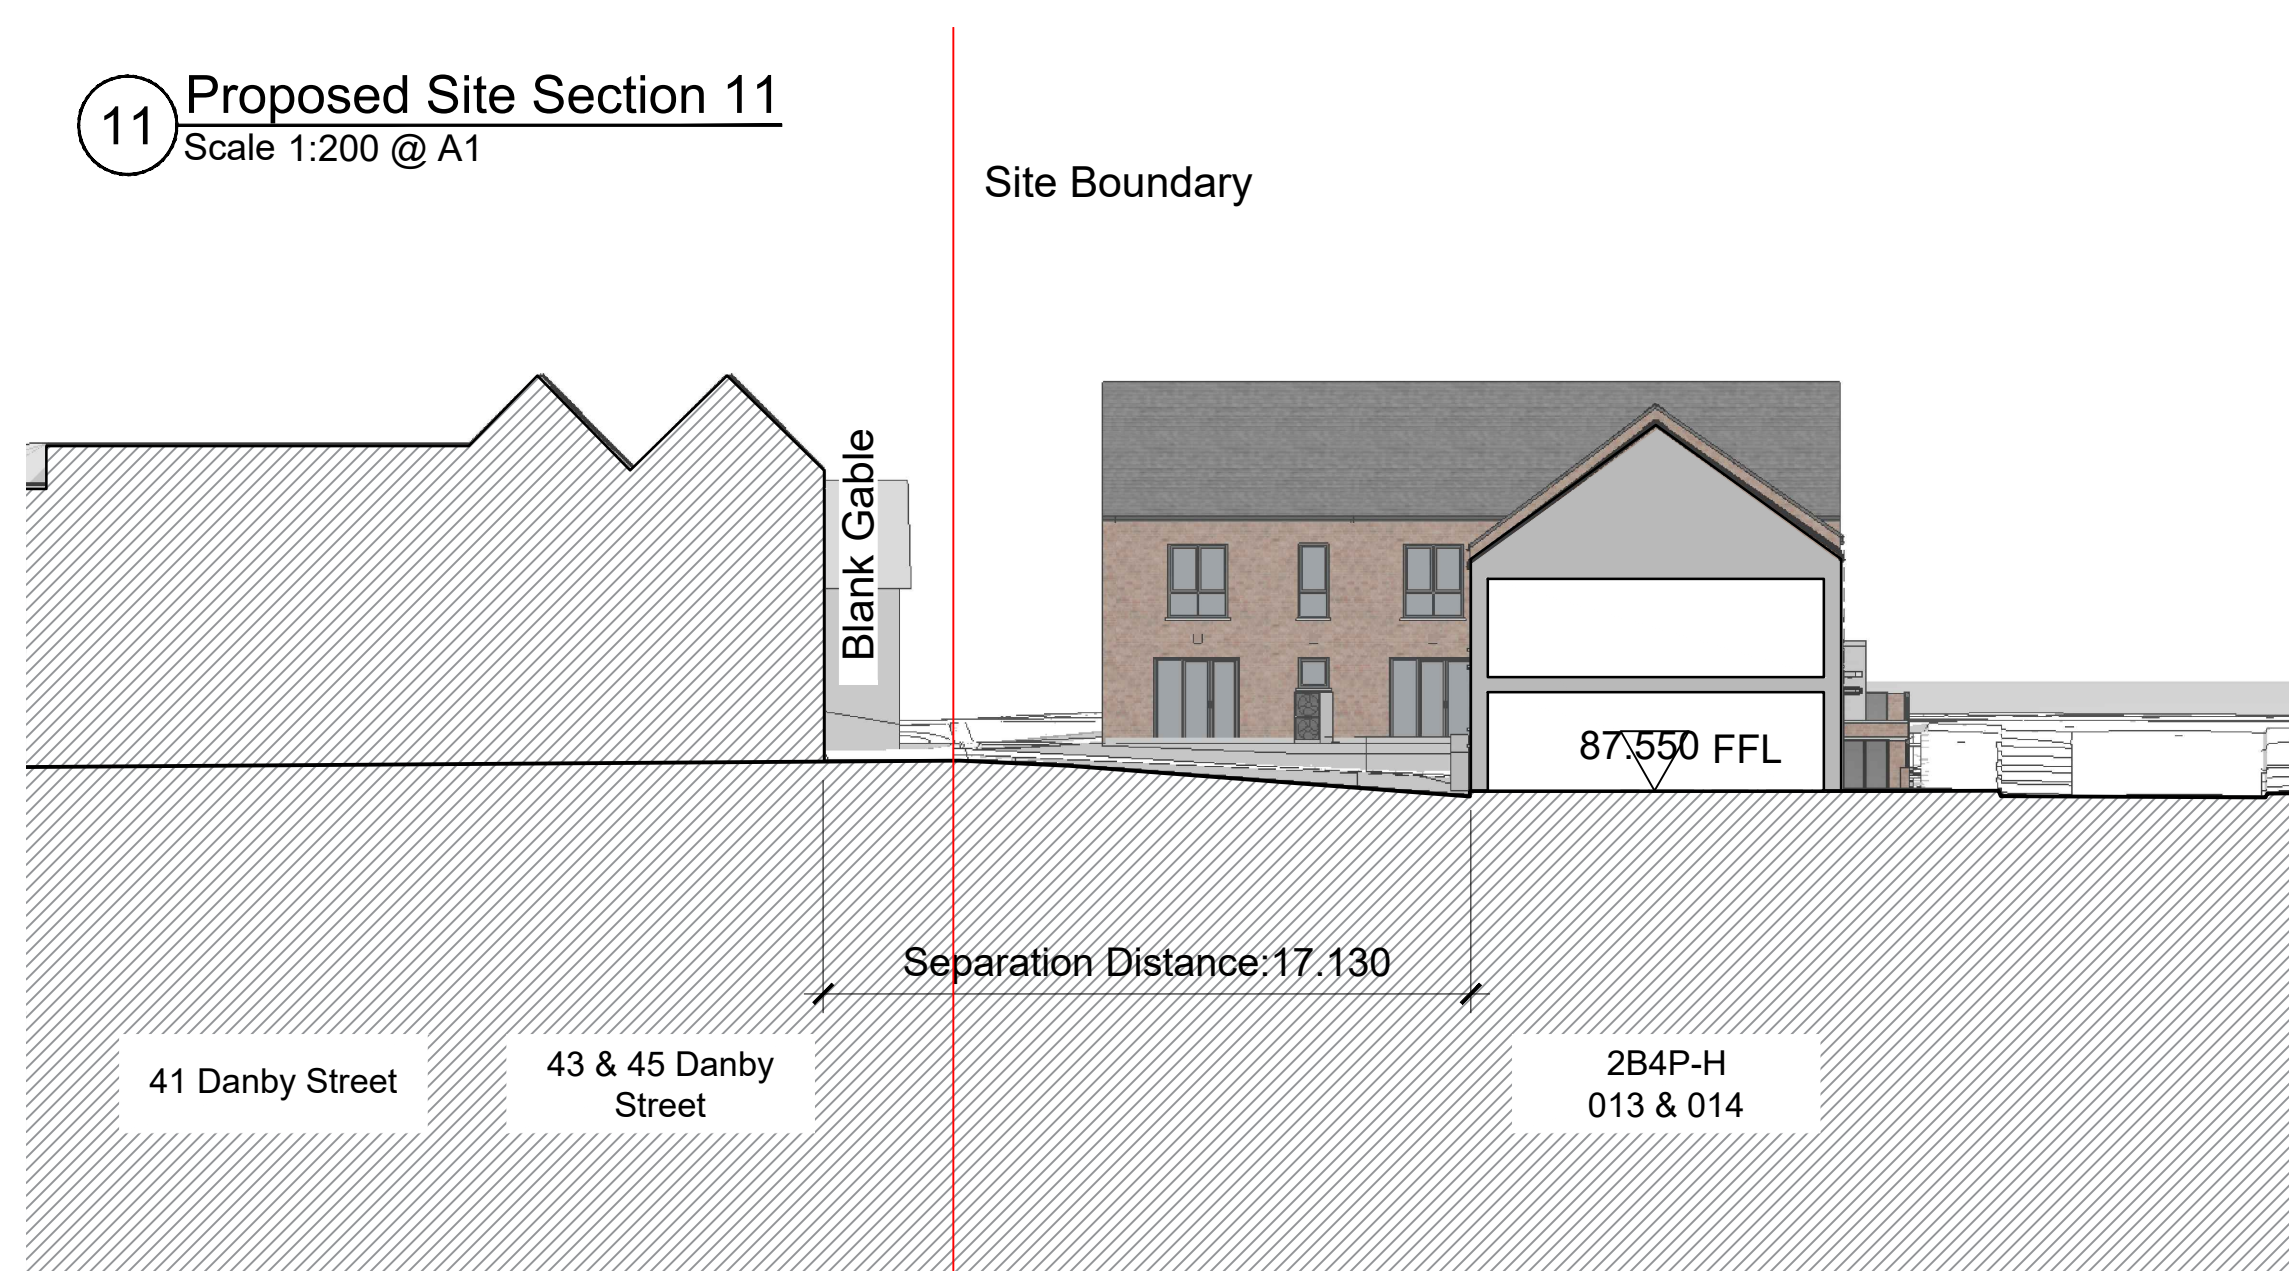 11
Proposed Site Section 11
Scale 1:200 @ A1
Site Boundary
Blank Gable
87.550 FFL
Separation Distance:17.130
41 Danby Street
43 & 45 Danby
Street
2B4P-H
013 & 014